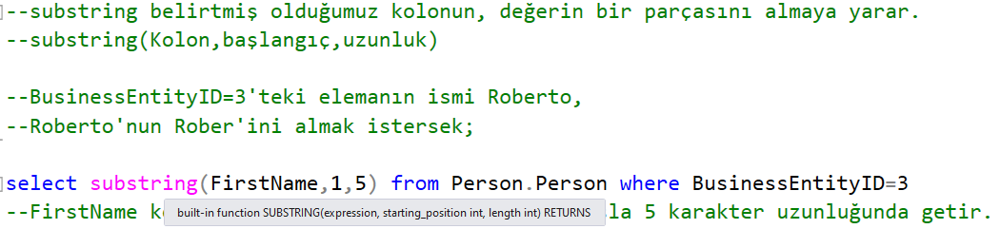 --substring belirtmiş olduğumuz kolonun, değerin bir parçasını almaya yarar.
--substring(Kolon,başlangıç,uzunluk)
--BusinessEntityID=3'teki elemanın ismi Roberto,
--Roberto'nun Rober'ini almak istersek;
select substring(FirstName,1,5) from Person.Person where BusinessEntityID=3
--FirstName 5 karakter uzunluğunda getir.
built-in function SUBSTRING(expression, starting_position int, length int) RETURNS